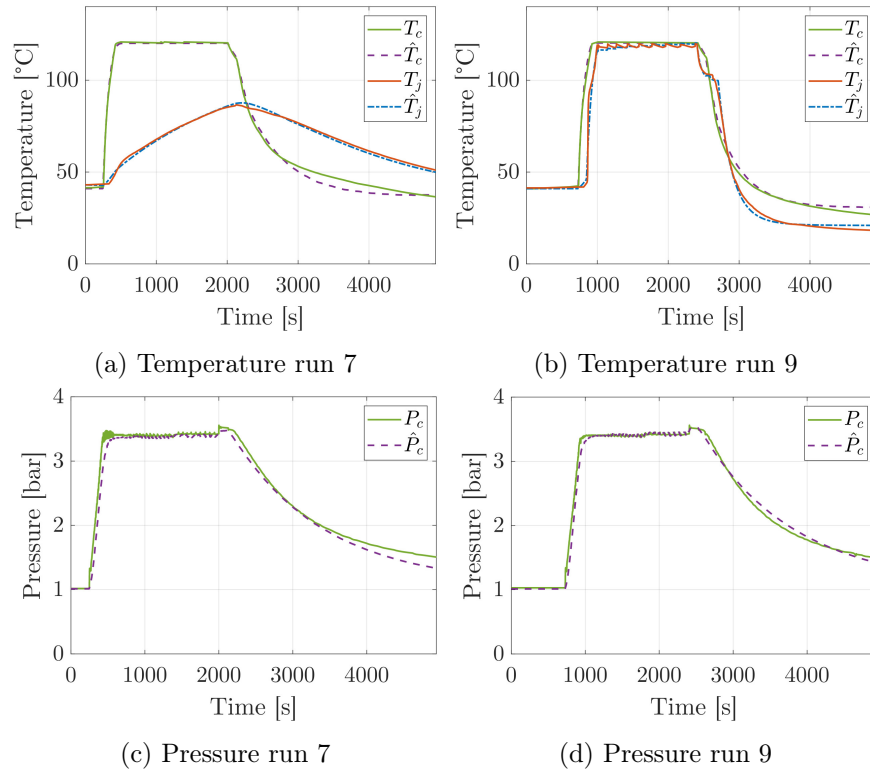 Temperature [°C]
100
50
0
0 1000 2000 3000 4000
Time [s]
T_c
T̂_c
T_j
T̂_j
(a) Temperature run 7
Temperature [°C]
100
50
0
0 1000 2000 3000 4000
Time [s]
T_c
T̂_c
T_j
T̂_j
(b) Temperature run 9
Pressure [bar]
4
3
2
1
0
0 1000 2000 3000 4000
Time [s]
P_c
P̂_c
(c) Pressure run 7
Pressure [bar]
4
3
2
1
0
0 1000 2000 3000 4000
Time [s]
P_c
P̂_c
(d) Pressure run 9